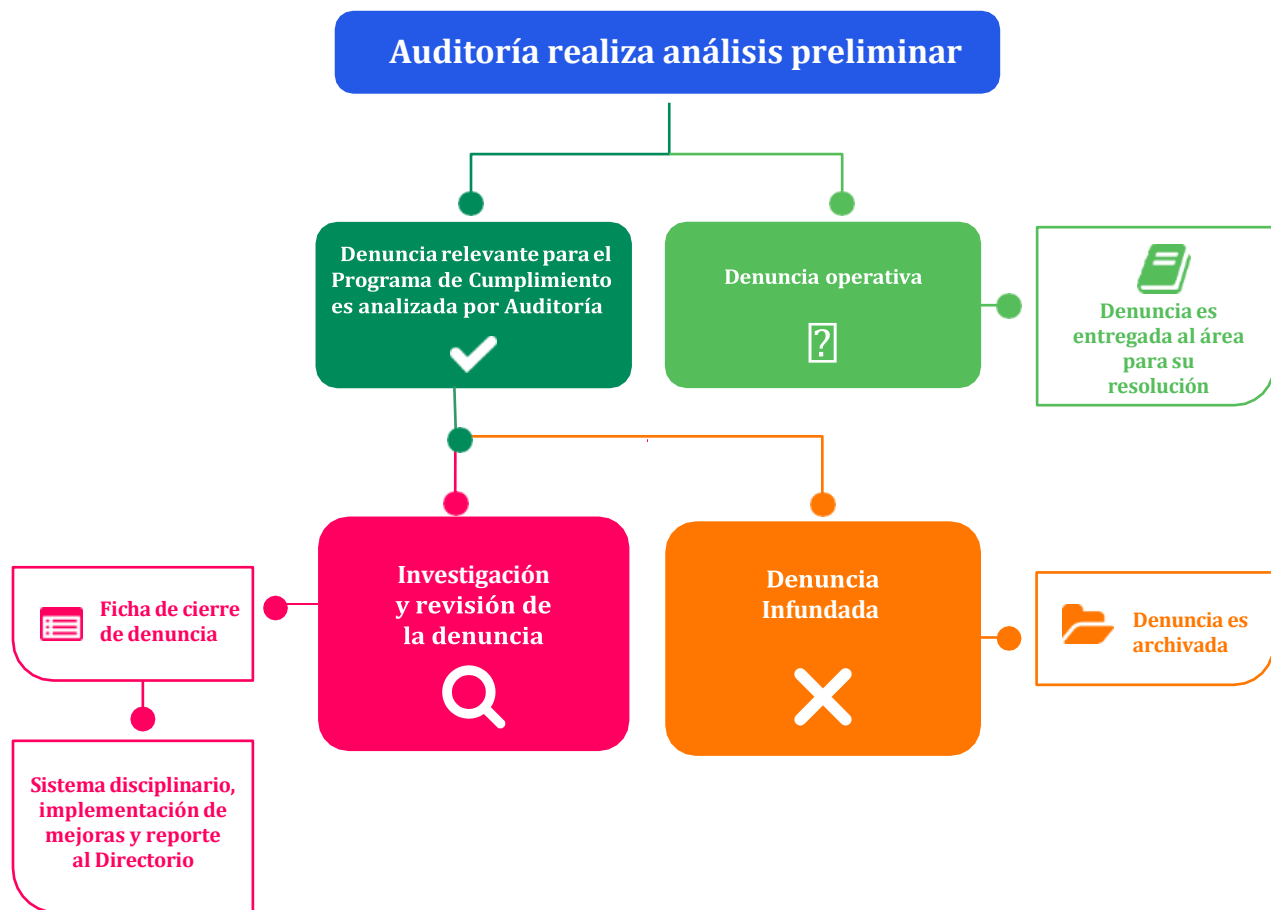 Auditoría realiza análisis preliminar
Denuncia relevante para el
Programa de Cumplimiento
es analizada por Auditoría
Denuncia operativa
Denuncia es
entregada al área
para su
resolución
Investigación
y revisión de
la denuncia
Denuncia
Infundada
Ficha de cierre
de denuncia
Denuncia es
archivada
Sistema disciplinario,
implementación de
mejoras y reporte
al Directorio